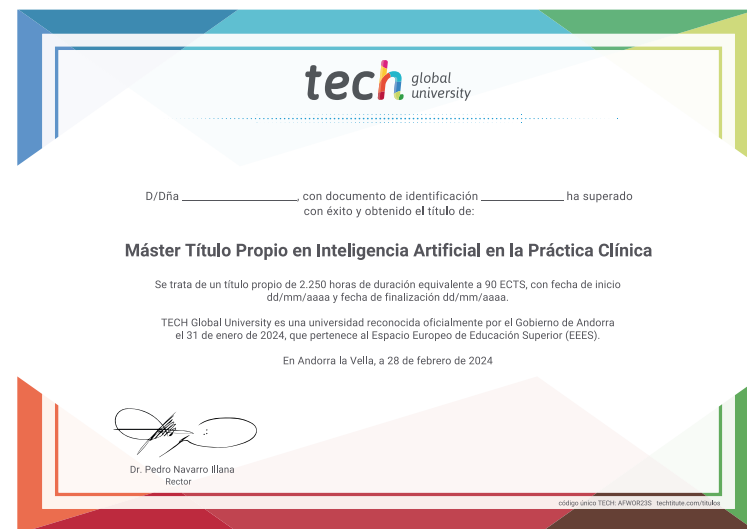 tech global university
D/Dña ____________________, con documento de identificación ______________ ha superado
con éxito y obtenido el título de:
Máster Título Propio en Inteligencia Artificial en la Práctica Clínica
Se trata de un título propio de 2.250 horas de duración equivalente a 90 ECTS, con fecha de inicio
dd/mm/aaaa y fecha de finalización dd/mm/aaaa.
TECH Global University es una universidad reconocida oficialmente por el Gobierno de Andorra
el 31 de enero de 2024, que pertenece al Espacio Europeo de Educación Superior (EEES).
En Andorra la Vella, a 28 de febrero de 2024
Dr. Pedro Navarro Illana
Rector
código único TECH: AFWOR23S techtitute.com/titulos